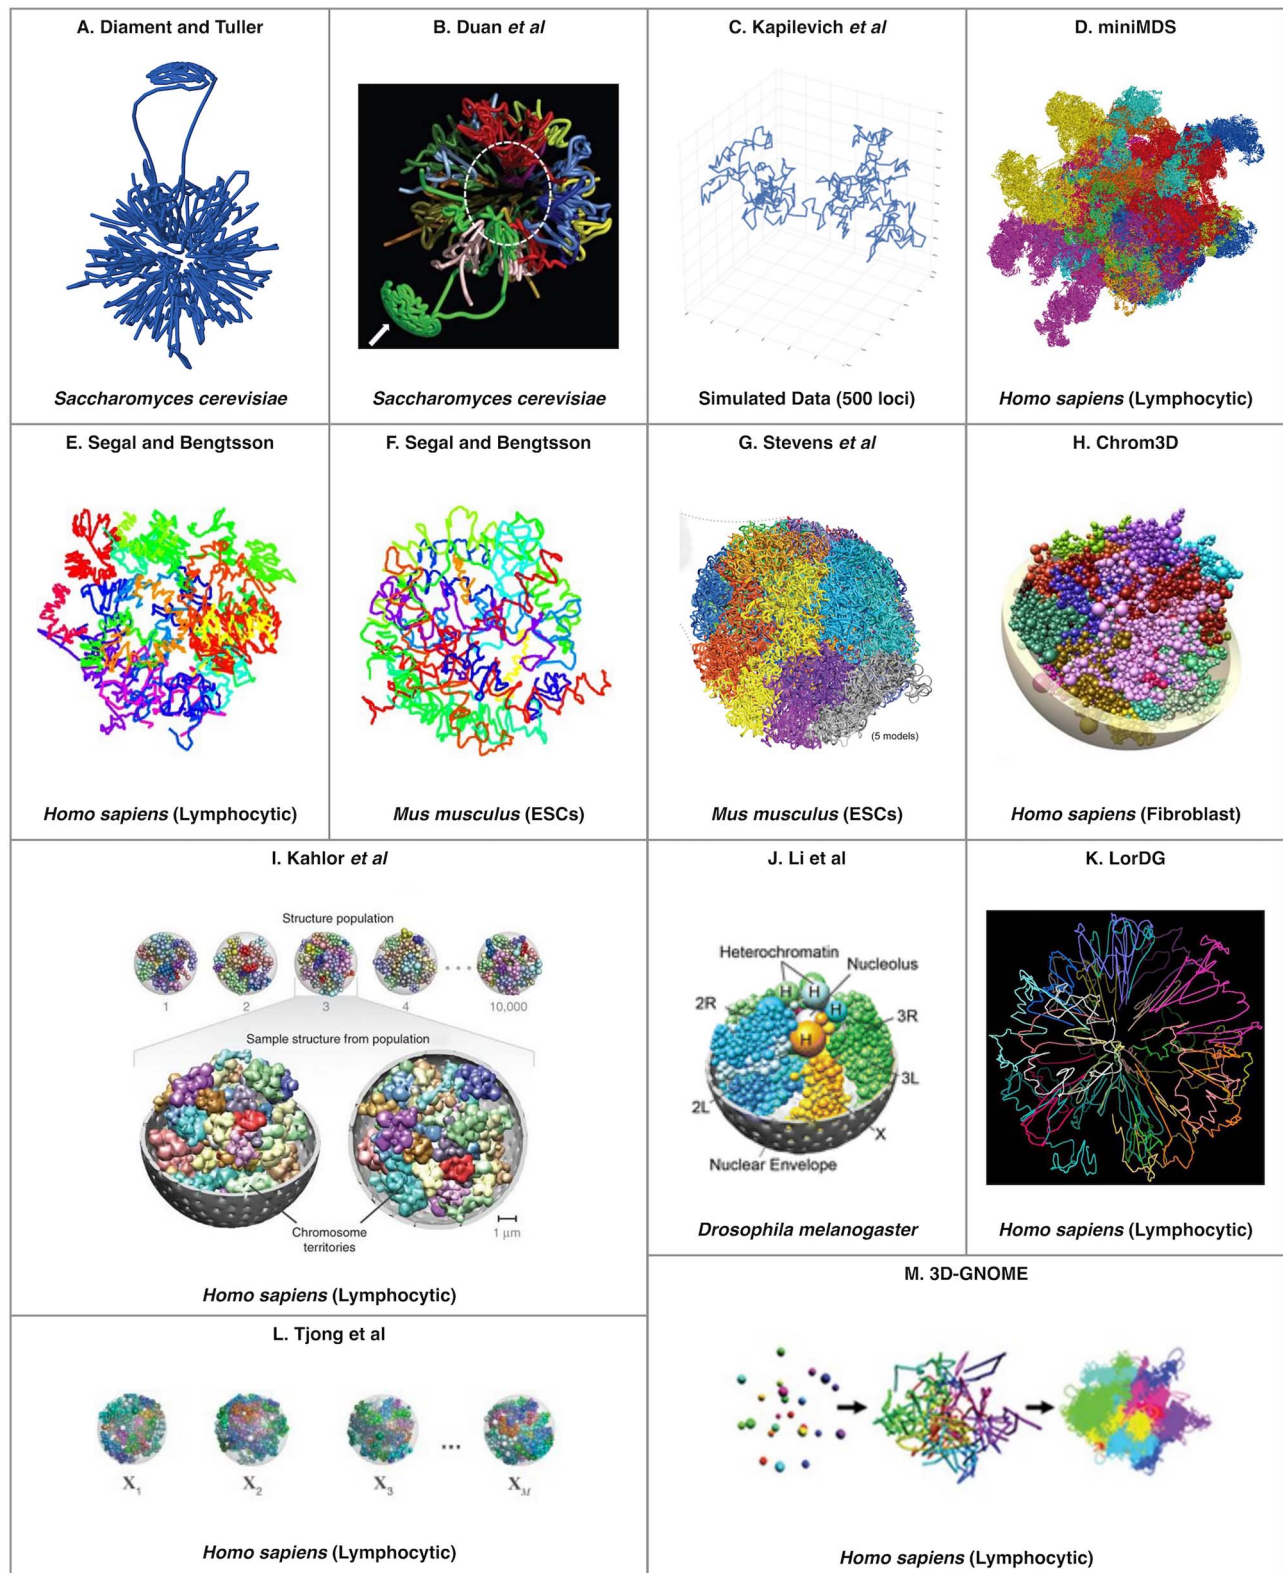 A. Diament and Tuller
Saccharomyces cerevisiae
B. Duan et al
Saccharomyces cerevisiae
C. Kapilevich et al
Simulated Data (500 loci)
D. miniMDS
Homo sapiens (Lymphocytic)
E. Segal and Bengtsson
Homo sapiens (Lymphocytic)
F. Segal and Bengtsson
Mus musculus (ESCs)
G. Stevens et al
(5 models)
Mus musculus (ESCs)
H. Chrom3D
Homo sapiens (Fibroblast)
I. Kahlor et al
Structure population
1 2 3 4 10,000
Sample structure from population
Chromosome
territories
1 μm
Homo sapiens (Lymphocytic)
J. Li et al
Heterochromatin
Nucleolus
H H
H
H
2R
3R
3L
2L
X
Nuclear Envelope
Drosophila melanogaster
K. LorDG
Homo sapiens (Lymphocytic)
L. Tjong et al
...
X1 X2 X3 XM
Homo sapiens (Lymphocytic)
M. 3D-GNOME
Homo sapiens (Lymphocytic)